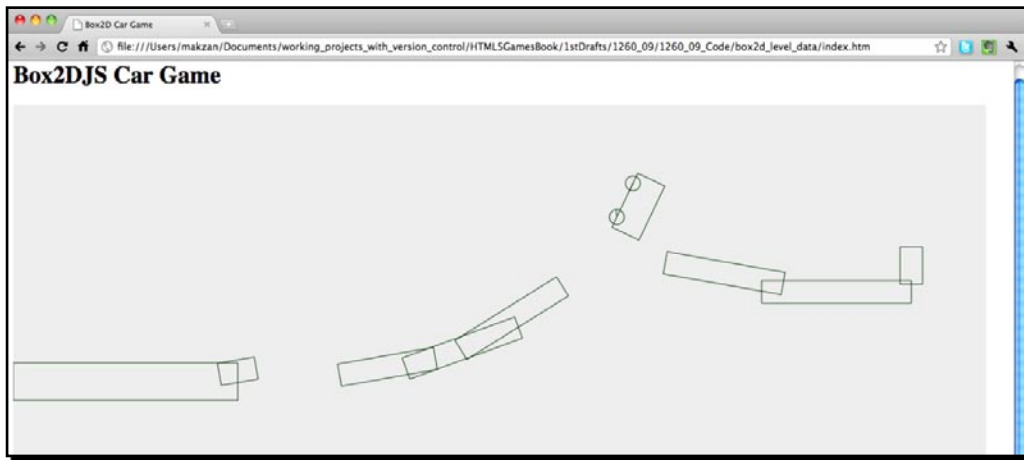 Box2D Car Game
file:///Users/makzan/Documents/working_projects_with_version_control/HTML5GamesBook/1stDrafts/1260_09/1260_09_Code/box2d_level_data/index.htm
Box2DJS Car Game